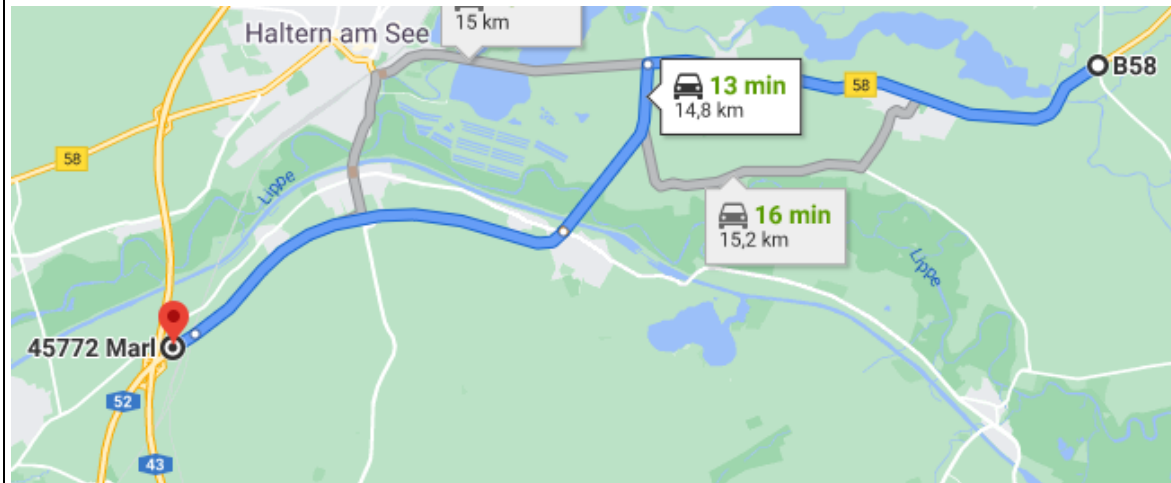 15 km
Haltern am See
B58
13 min
14,8 km
58
58
Lippe
16 min
15,2 km
Lippe
45772 Marl
52
43